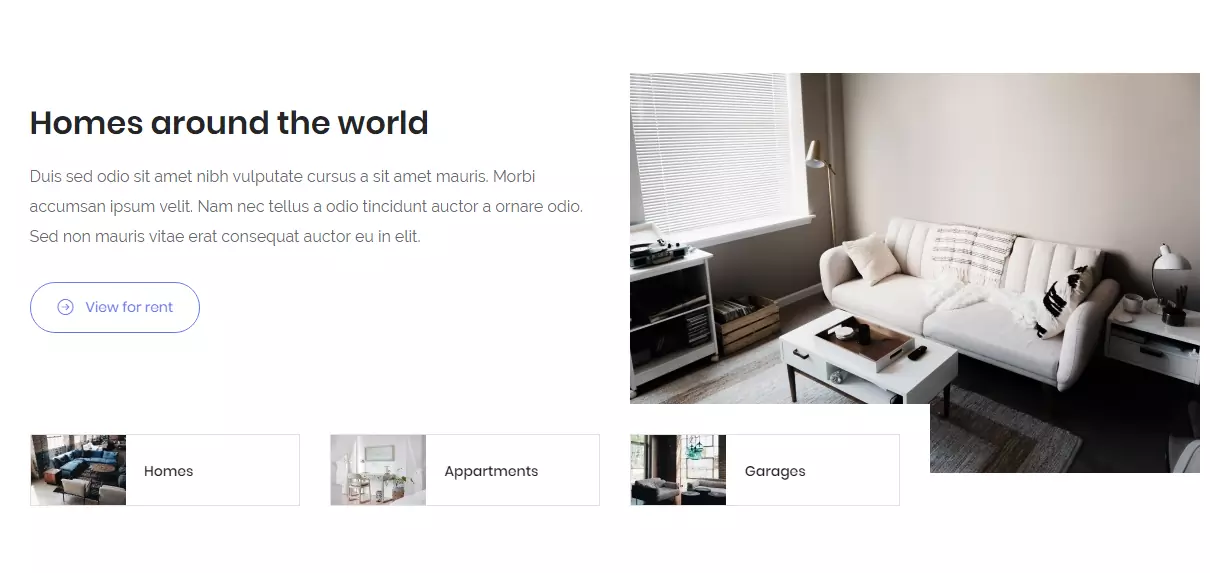 Homes around the world
Duis sed odio sit amet nibh vulputate cursus a sit amet mauris. Morbi
accumsan ipsum velit. Nam nec tellus a odio tincidunt auctor a ornare odio.
Sed non mauris vitae erat consequat auctor eu in elit.
View for rent
Homes
Appartments
Garages